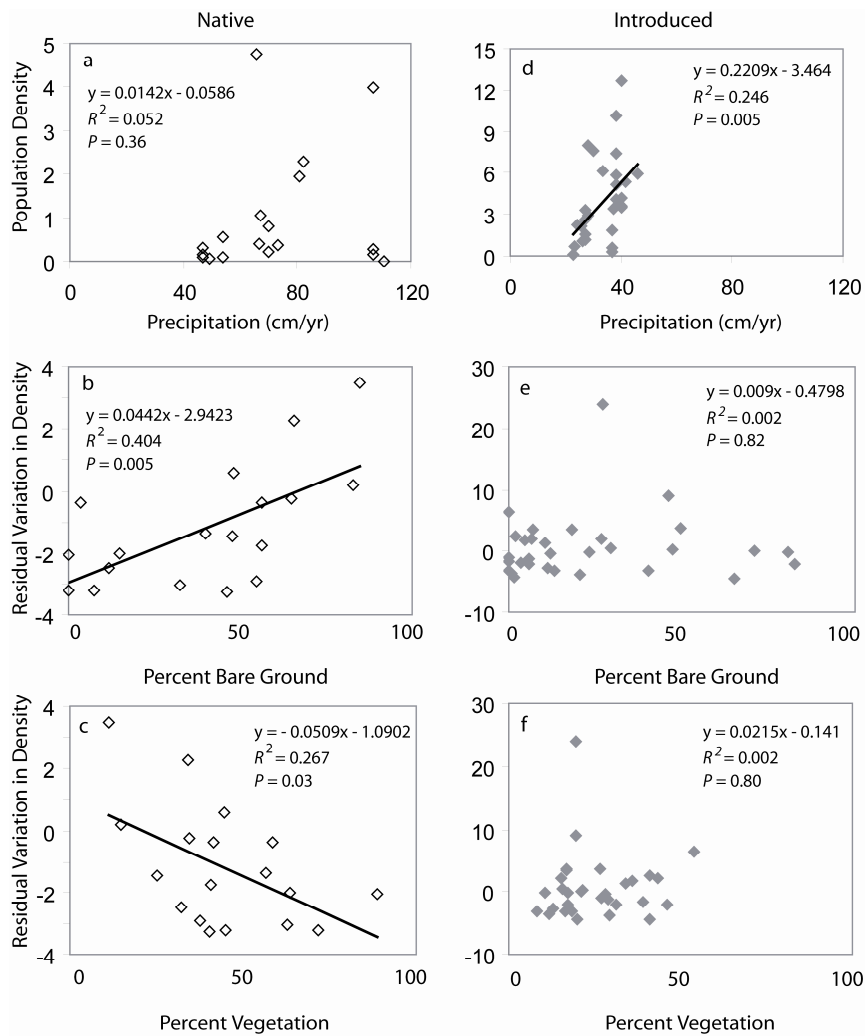 Native
Introduced
Population Density
5
4
3
2
1
0
a
y = 0.0142x - 0.0586
R2 = 0.052
P = 0.36
0 40 80 120
Precipitation (cm/yr)
15
12
9
6
3
0
d
y = 0.2209x - 3.464
R2 = 0.246
P = 0.005
0 40 80 120
Precipitation (cm/yr)
Residual Variation in Density
4
2
0
-2
-4
b
y = 0.0442x - 2.9423
R2 = 0.404
P = 0.005
0 50 100
Percent Bare Ground
30
20
10
0
-10
e
y = 0.009x - 0.4798
R2 = 0.002
P = 0.82
0 50 100
Percent Bare Ground
Residual Variation in Density
4
2
0
-2
-4
c
y = - 0.0509x - 1.0902
R2 = 0.267
P = 0.03
0 50 100
Percent Vegetation
30
20
10
0
-10
f
y = 0.0215x - 0.141
R2 = 0.002
P = 0.80
0 50 100
Percent Vegetation